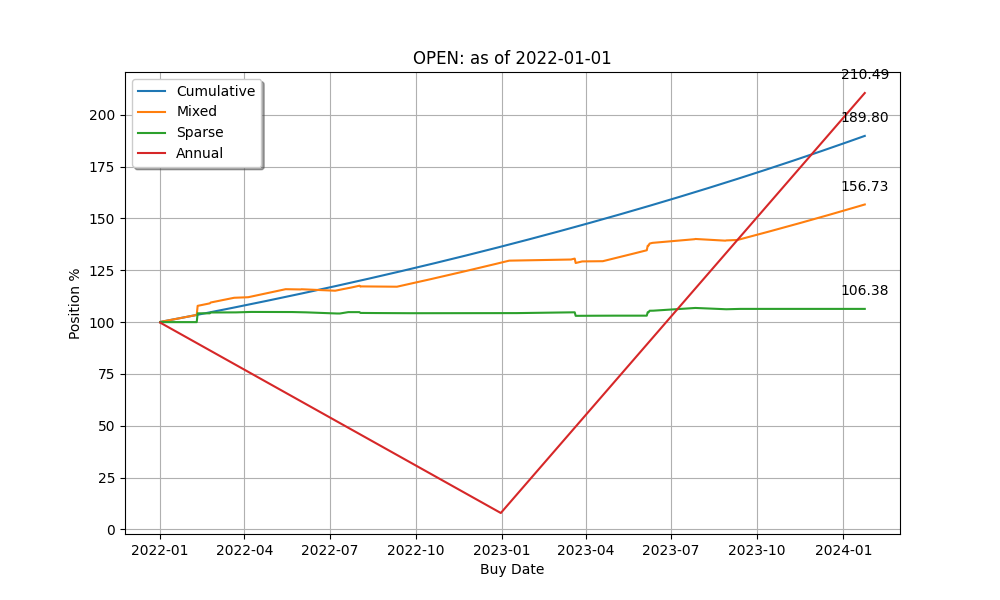 OPEN: as of 2022-01-01
210.49
189.80
156.73
106.38
Cumulative
Mixed
Sparse
Annual
Position %
200
175
150
125
100
75
50
25
0
2022-01 2022-04 2022-07 2022-10 2023-01 2023-04 2023-07 2023-10 2024-01
Buy Date